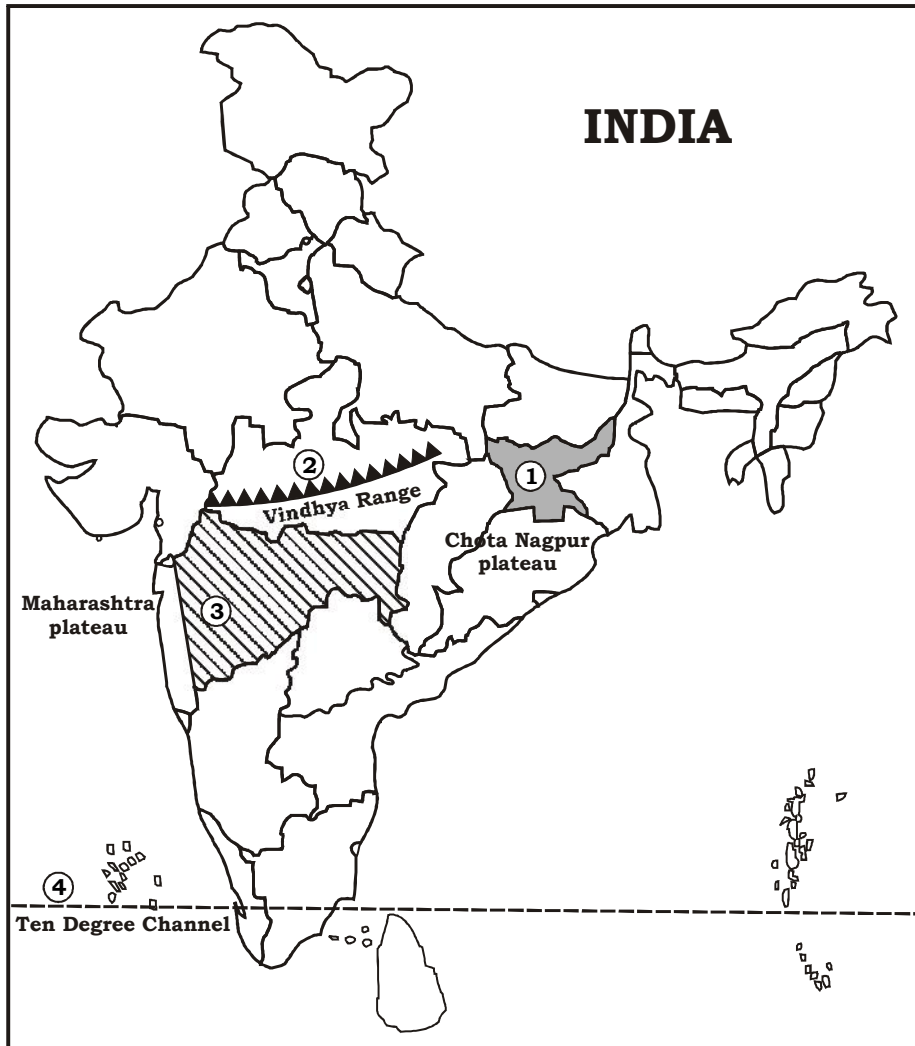 INDIA
2
Vindhya Range
1
Chota Nagpur
plateau
3
Maharashtra
plateau
4
Ten Degree Channel